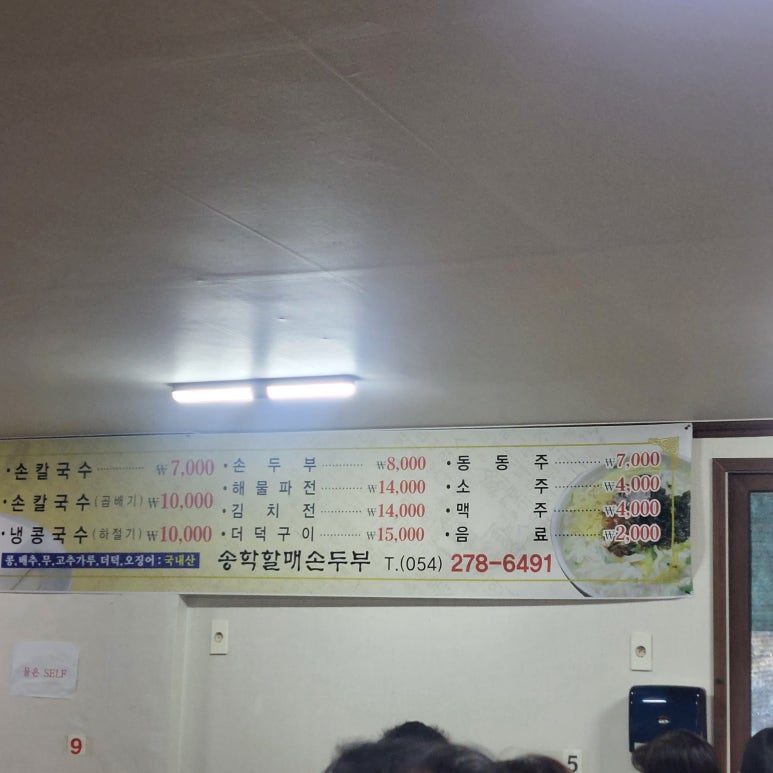 ·손칼국수 ············ ₩7,000
·손칼국수(곱배기) ₩10,000
·냉콩국수(하절기) ₩10,000
콩,배추,무,고추가루,더덕,오징어 : 국내산
·손두부 ············ ₩8,000
·해물파전 ············ ₩14,000
·김치전 ············ ₩14,000
·더덕구이 ············ ₩15,000
·동동주 ············ ₩7,000
·소주 ············ ₩4,000
·맥주 ············ ₩4,000
·음료 ············ ₩2,000
송학할매손두부 T.(054) 278-6491
물은 SELF
9
5